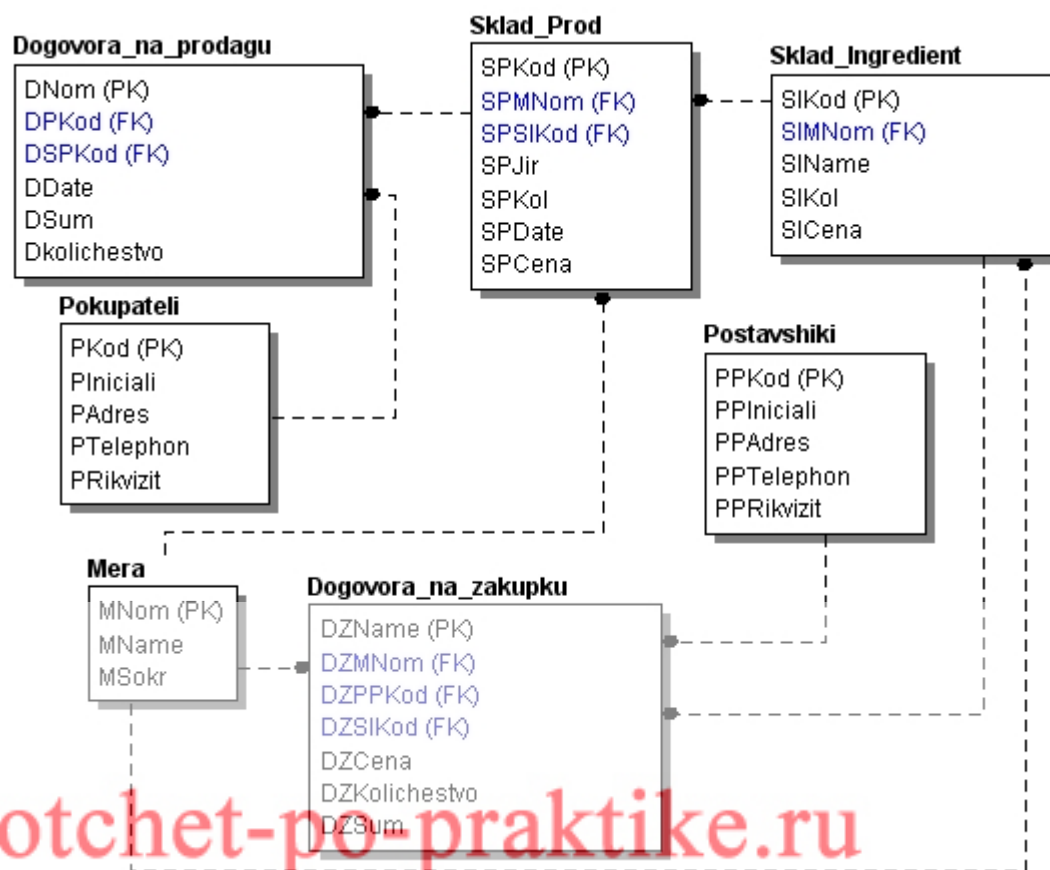 Dogovora_na_prodagu
DNom (PK)
DPKod (FK)
DSPKod (FK)
DDate
DSum
Dkolichestvo
Sklad_Prod
SPKod (PK)
SPMNom (FK)
SPSIKod (FK)
SPJir
SPKol
SPDate
SPCena
Sklad_Ingredient
SIKod (PK)
SIMNom (FK)
SIName
SIKol
SICena
Pokupateli
PKod (PK)
PIniciali
PAdres
PTelephon
PRikvizit
Postavshiki
PPKod (PK)
PPIniciali
PPAdres
PPTelephon
PPRikvizit
Mera
MNom (PK)
MName
MSokr
Dogovora_na_zakupku
DZName (PK)
DZMNom (FK)
DZPPKod (FK)
DZSIKod (FK)
DZCena
DZKolichestvo
DZSum
otchet-po-praktike.ru